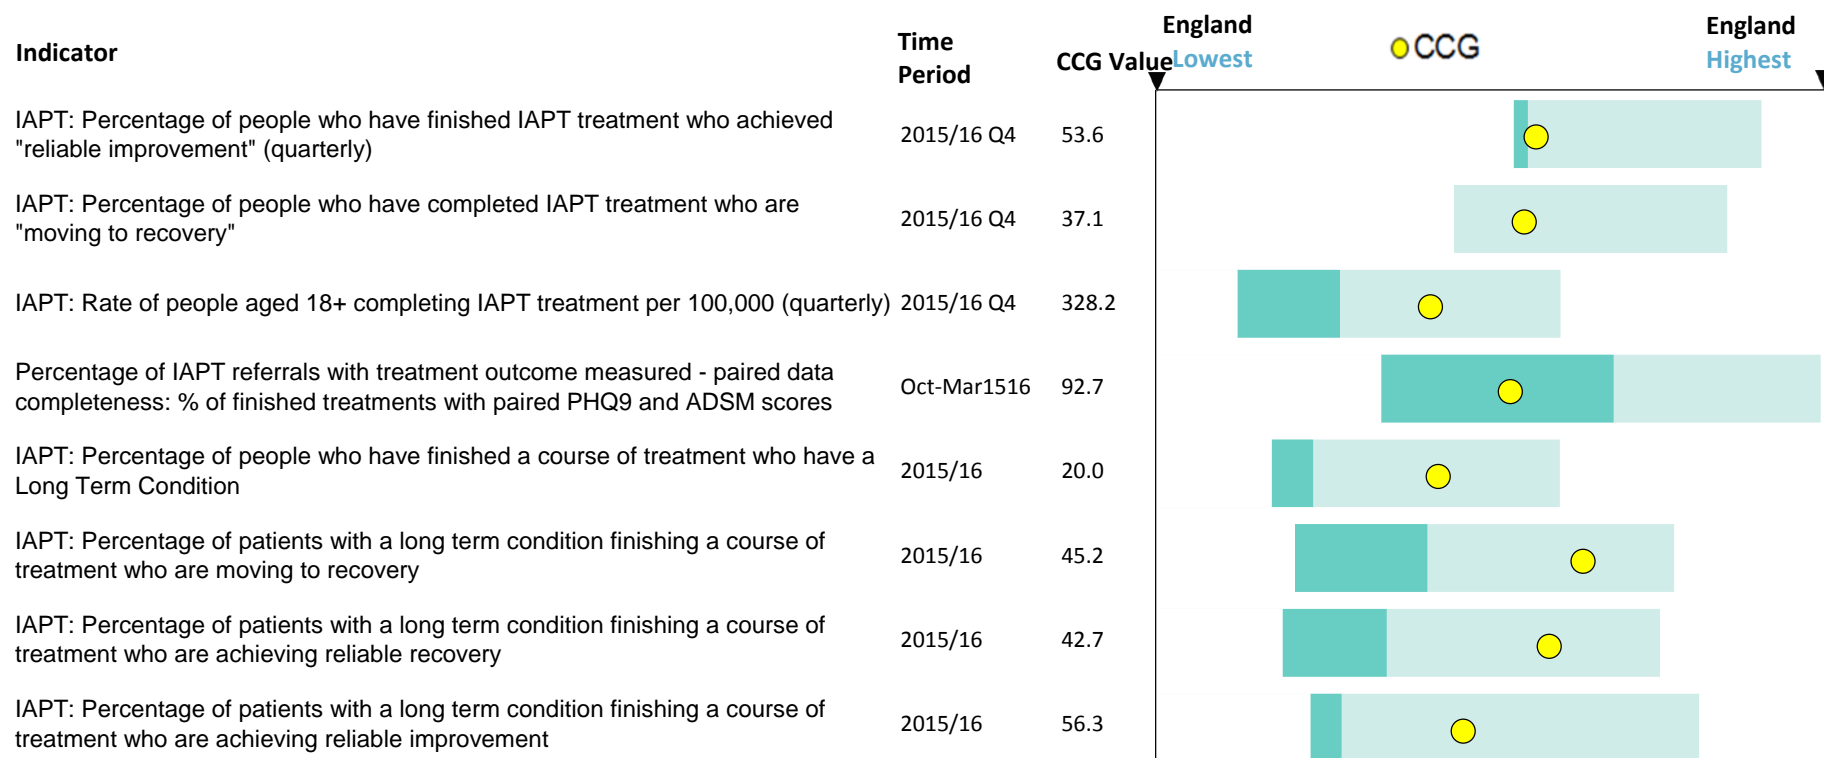 Indicator
Time
Period
CCG Value
England
Lowest
CCG
England
Highest
IAPT: Percentage of people who have finished IAPT treatment who achieved
"reliable improvement" (quarterly)
2015/16 Q4
53.6
IAPT: Percentage of people who have completed IAPT treatment who are
"moving to recovery"
2015/16 Q4
37.1
IAPT: Rate of people aged 18+ completing IAPT treatment per 100,000 (quarterly)
2015/16 Q4
328.2
Percentage of IAPT referrals with treatment outcome measured - paired data
completeness: % of finished treatments with paired PHQ9 and ADSM scores
Oct-Mar1516
92.7
IAPT: Percentage of people who have finished a course of treatment who have a
Long Term Condition
2015/16
20.0
IAPT: Percentage of patients with a long term condition finishing a course of
treatment who are moving to recovery
2015/16
45.2
IAPT: Percentage of patients with a long term condition finishing a course of
treatment who are achieving reliable recovery
2015/16
42.7
IAPT: Percentage of patients with a long term condition finishing a course of
treatment who are achieving reliable improvement
2015/16
56.3